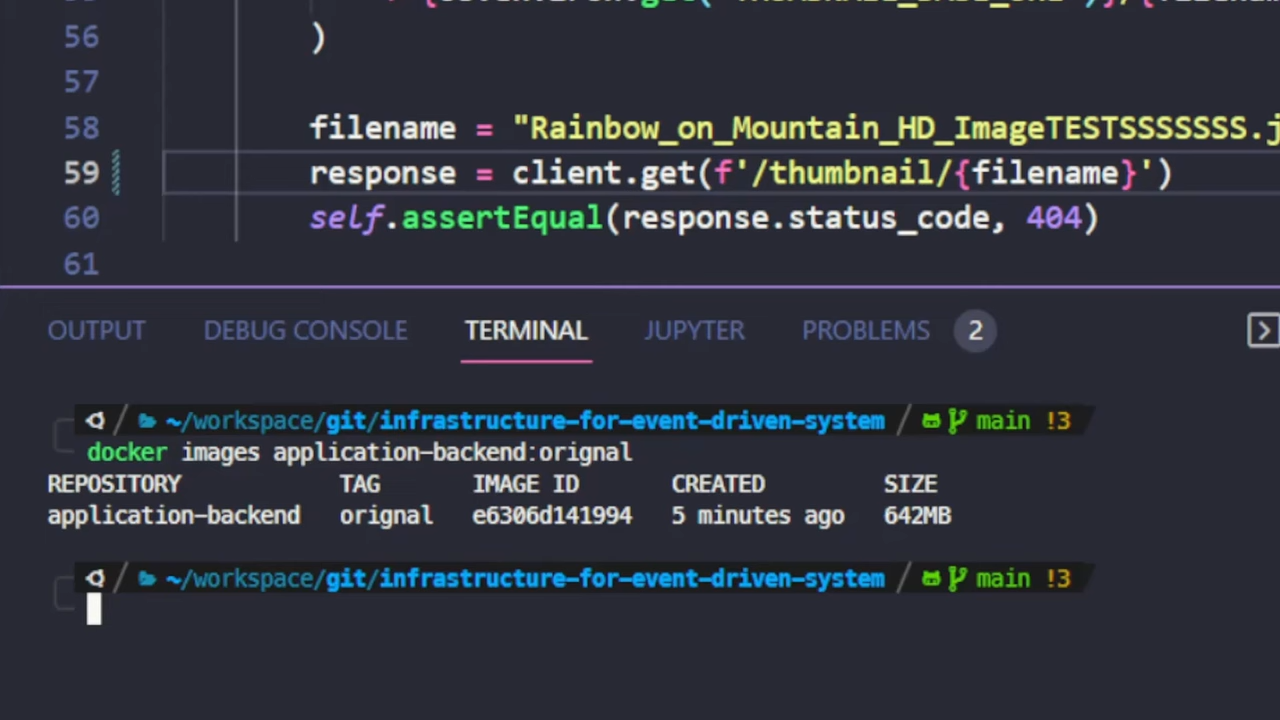 56 )
57
58 filename = "Rainbow_on_Mountain_HD_ImageTESTSSSSSSS.j
59 response = client.get(f'/thumbnail/{filename}')
60 self.assertEqual(response.status_code, 404)
61
OUTPUT DEBUG CONSOLE TERMINAL JUPYTER PROBLEMS 2
~/workspace/git/infrastructure-for-event-driven-system main !3
docker images application-backend:orignal
REPOSITORY TAG IMAGE ID CREATED SIZE
application-backend orignal e6306d141994 5 minutes ago 642MB
~/workspace/git/infrastructure-for-event-driven-system main !3